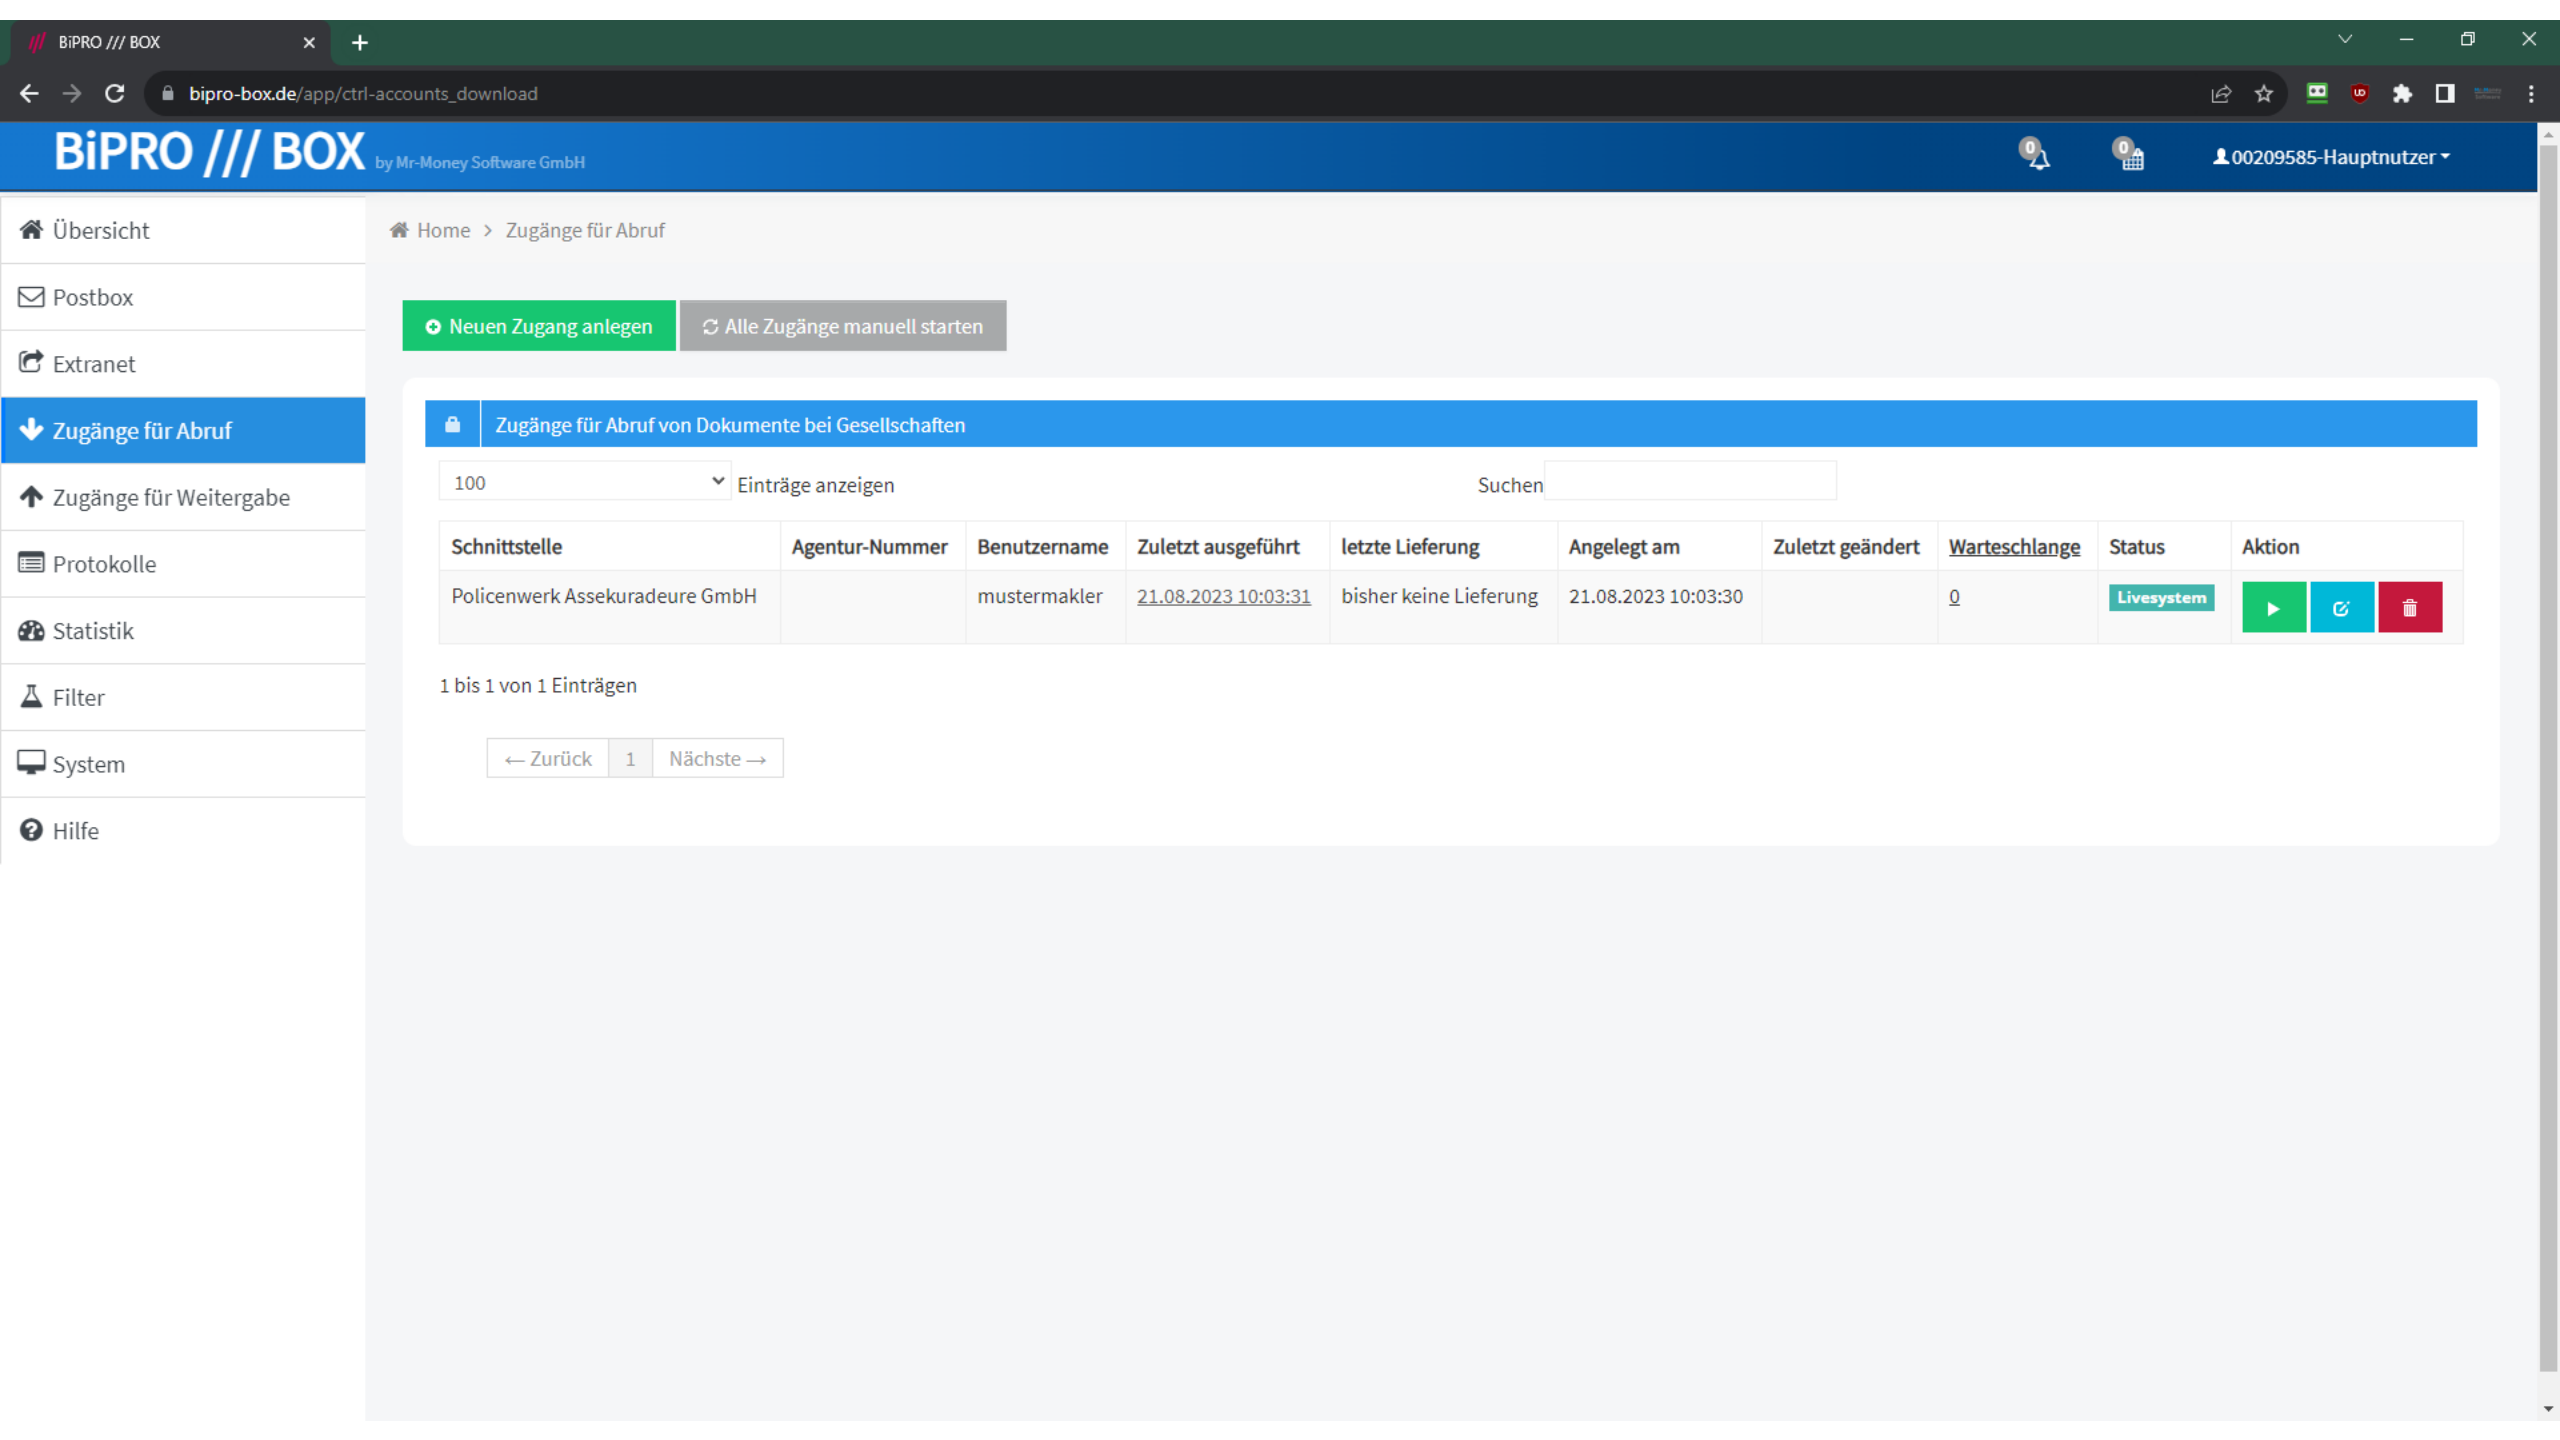 BiPRO /// BOX
bipro-box.de/app/ctrl-accounts_download
BiPRO /// BOX by Mr-Money Software GmbH
0
0
00209585-Hauptnutzer
Übersicht
Home > Zugänge für Abruf
Postbox
Neuen Zugang anlegen
Alle Zugänge manuell starten
Extranet
Zugänge für Abruf
Zugänge für Abruf von Dokumente bei Gesellschaften
Zugänge für Weitergabe
100 Einträge anzeigen
Suchen
Schnittstelle Agentur-Nummer Benutzername Zuletzt ausgeführt letzte Lieferung Angelegt am Zuletzt geändert Warteschlange Status Aktion
Policenwerk Assekuradeure GmbH mustermakler 21.08.2023 10:03:31 bisher keine Lieferung 21.08.2023 10:03:30 0 Livesystem
Protokolle
Statistik
Filter
System
Hilfe
1 bis 1 von 1 Einträgen
← Zurück 1 Nächste →